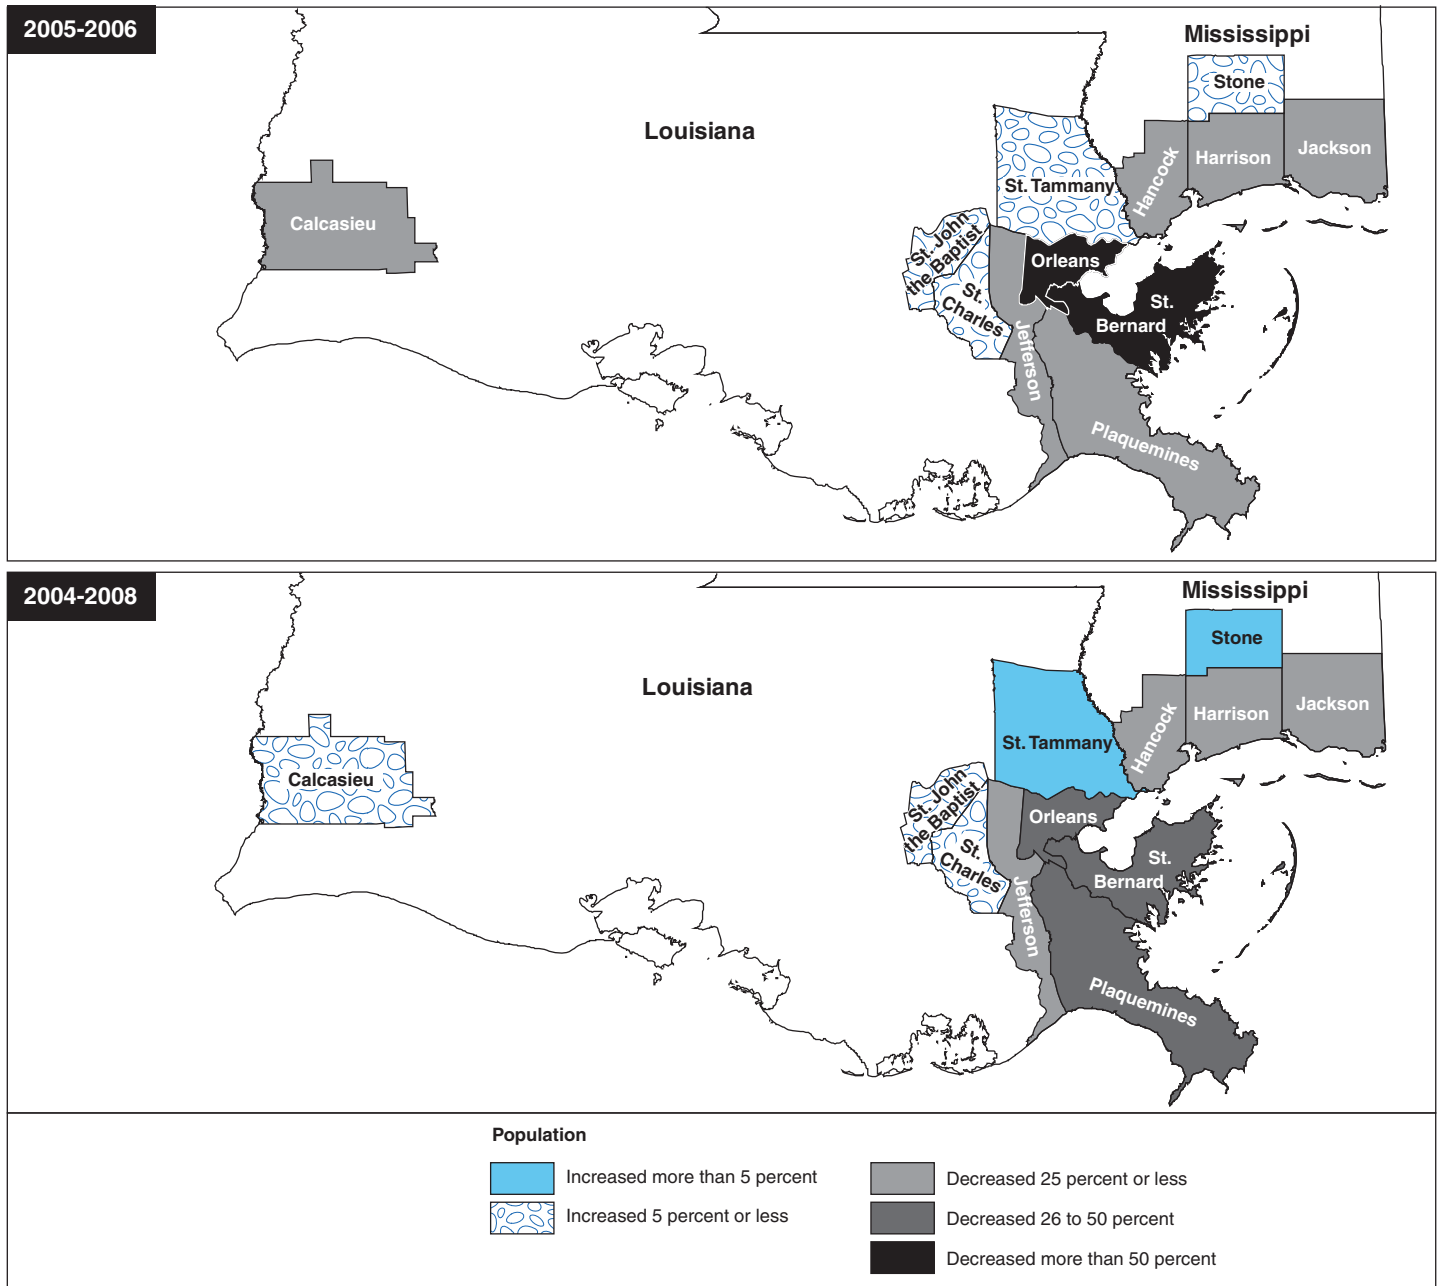 2005-2006
Mississippi
Stone
Louisiana
Hancock
Harrison
Jackson
St. Tammany
Calcasieu
St. John
the Baptist
Orleans
St.
Charles
St.
Bernard
Jefferson
Plaquemines
2004-2008
Mississippi
Stone
Louisiana
Hancock
Harrison
Jackson
St. Tammany
Calcasieu
St. John
the Baptist
Orleans
St.
Charles
St.
Bernard
Jefferson
Plaquemines
Population
Increased more than 5 percent
Increased 5 percent or less
Decreased 25 percent or less
Decreased 26 to 50 percent
Decreased more than 50 percent